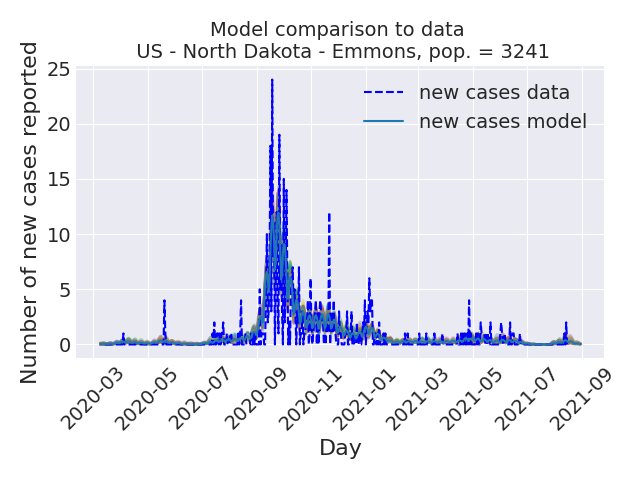 Model comparison to data
US - North Dakota - Emmons, pop. = 3241
Number of new cases reported
25
20
15
10
5
0
new cases data
new cases model
2020-03
2020-05
2020-07
2020-09
2020-11
2021-01
2021-03
2021-05
2021-07
2021-09
Day